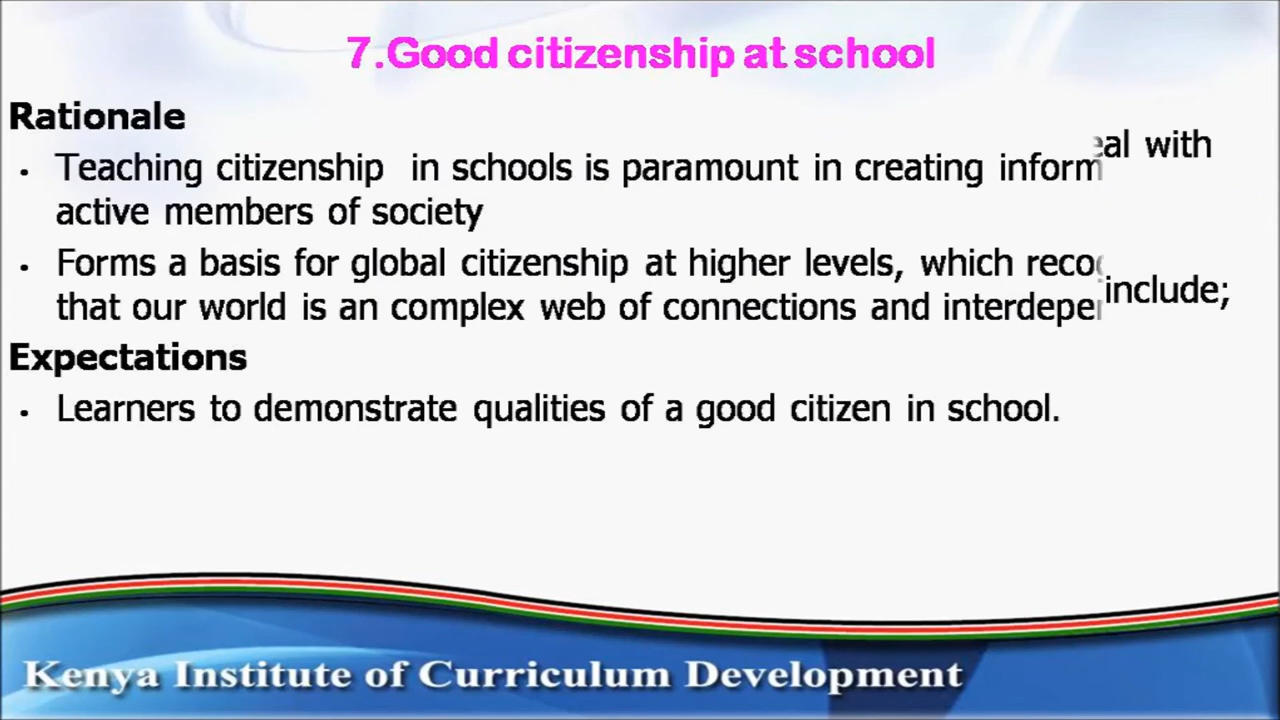 7.Good citizenship at school
Rationale
eal with
• Teaching citizenship in schools is paramount in creating inform
active members of society
• Forms a basis for global citizenship at higher levels, which reco
include;
that our world is an complex web of connections and interdepe
Expectations
• Learners to demonstrate qualities of a good citizen in school.
Kenya Institute of Curriculum Development